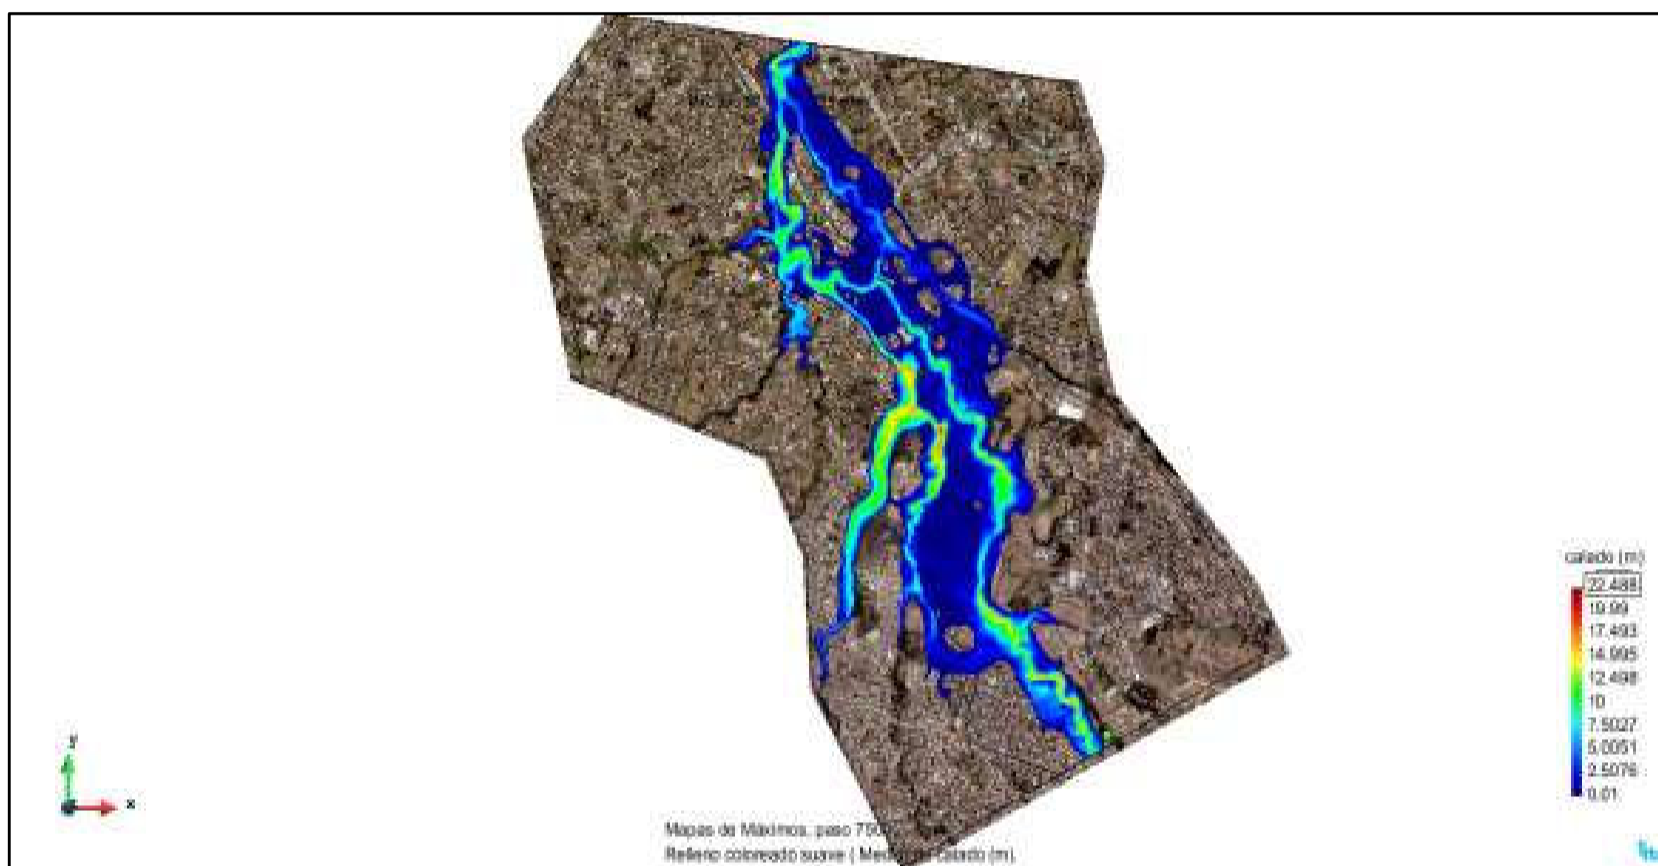 calado (m)
22.488
19.99
17.493
14.995
12.498
10
7.5027
5.0051
2.5076
0.01
y
x
Mapas de Máximos, paso
Relleno coloreado suave ( calado (m).